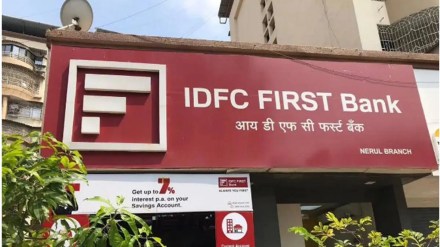 IDFC FIRST Bank
आय डी एफ सी फर्स्ट बँक
NERUL BRANCH
Get up to 7%
interest p.a. on your
Savings Account.
IDFC FIRST
Bank